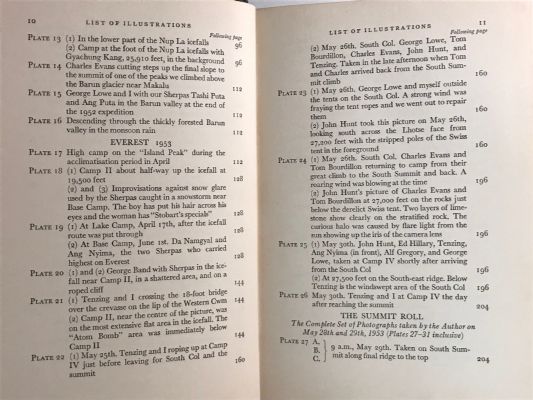 10 LIST OF ILLUSTRATIONS
Following page
PLATE 13 (1) In the lower part of the Nup La icefalls 96
(2) Camp at the foot of the Nup La icefalls with
Gyachung Kang, 25,910 feet, in the background 96
PLATE 14 Charles Evans cutting steps up the final slope to
the summit of one of the peaks we climbed above
the Barun glacier near Makalu 112
PLATE 15 George Lowe and I with our Sherpas Tashi Puta
and Ang Puta in the Barun valley at the end of
the 1952 expedition 112
PLATE 16 Descending through the thickly forested Barun
valley in the monsoon rain 112
EVEREST 1953
PLATE 17 High camp on the "Island Peak" during the
acclimatisation period in April 112
PLATE 18 (1) Camp II about half-way up the icefall at
19,500 feet 128
(2) and (3) Improvisations against snow glare
used by the Sherpas caught in a snowstorm near
Base Camp. The boy has put his hair across his
eyes and the woman has "Stobart's specials" 128
PLATE 19 (1) At Lake Camp, April 17th, after the icefall
route was put through 128
(2) At Base Camp, June 1st. Da Namgyal and
Ang Nyima, the two Sherpas who carried
highest on Everest 128
PLATE 20 (1) and (2) George Band with Sherpas in the ice-
fall near Camp II, in a shattered area, and on a
roped cliff 144
PLATE 21 (1) Tenzing and I crossing the 18-foot bridge
over the crevasse on the lip of the Western Cwm 144
(2) Camp II, near the centre of the picture, was
on the most extensive flat area in the icefall. The
"Atom Bomb" area was immediately below
Camp II 144
PLATE 22 (1) May 25th. Tenzing and I roping up at Camp
IV just before leaving for South Col and the
summit 160
LIST OF ILLUSTRATIONS 11
Following page
(2) May 26th. South Col. George Lowe, Tom
Bourdillon, Charles Evans, John Hunt, and
Tenzing. Taken in the late afternoon when Tom
and Charles arrived back from the South Sum-
mit climb 160
PLATE 23 (1) May 26th. George Lowe and myself outside
the tents on the South Col. A strong wind was
fraying the tent ropes and we went out to repair
them 160
(2) John Hunt took this picture on May 26th,
looking south across the Lhotse face from
27,200 feet with the stripped poles of the Swiss
tent in the foreground 160
PLATE 24 (1) May 26th. South Col. Charles Evans and
Tom Bourdillon returning to camp from their
great climb to the South Summit and back. A
roaring wind was blowing at the time 196
(2) John Hunt's picture of Charles Evans and
Tom Bourdillon at 27,000 feet on the rocks just
below the derelict Swiss tent. Two layers of lime-
stone show clearly on the stratified rock. The
curious halo was caused by flare light from the
sun showing up the iris of the camera lens 196
PLATE 25 (1) May 30th. John Hunt, Ed Hillary, Tenzing,
Ang Nyima, Alf Gregory, and George
Lowe, taken at Camp IV shortly after arriving
from the South Col 196
(2) At 27,500 feet on the South-east ridge. Below
Tenzing is the windswept area of the South Col 196
PLATE 26 May 30th. Tenzing and I at Camp IV the day
after reaching the summit 204
THE SUMMIT ROLL
The Complete Set of Photographs taken by the Author on
May 28th and 29th, 1953 (Plates 27-31 inclusive)
PLATE 27 A.
B. 9 a.m., May 29th. Taken on South Sum-
C. mit along final ridge to the top 204